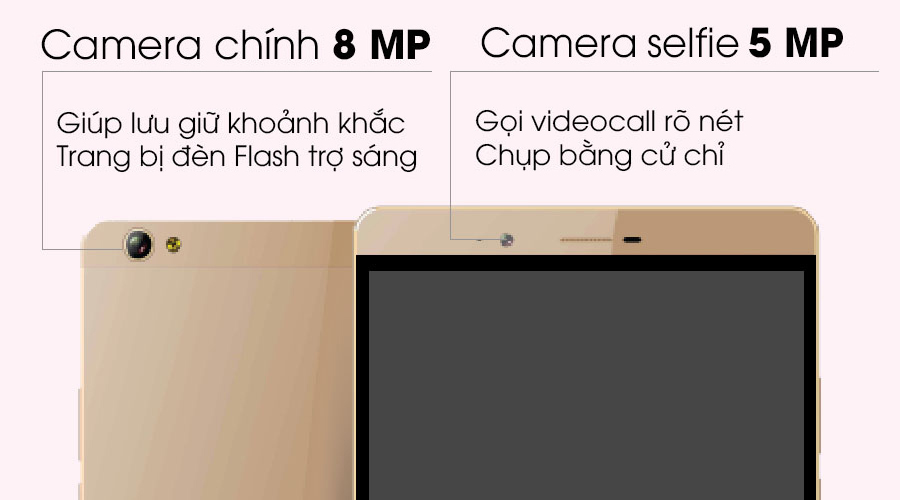 Camera chính 8 MP
Giúp lưu giữ khoảnh khắc
Trang bị đèn Flash trợ sáng
Camera selfie 5 MP
Gọi videocall rõ nét
Chụp bằng cử chỉ